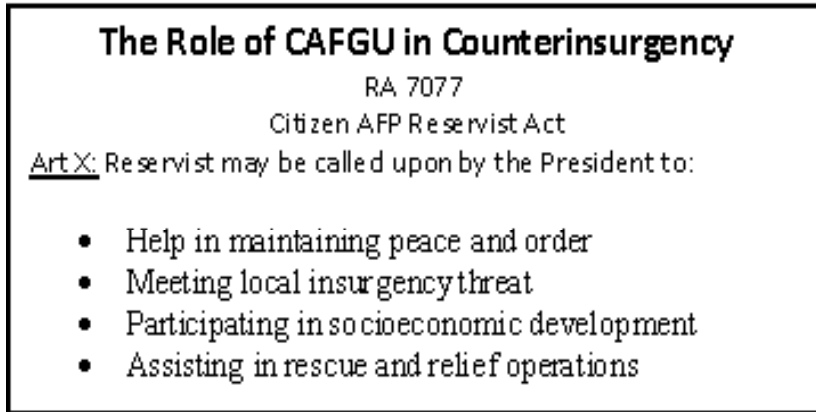 The Role of CAFGU in Counterinsurgency
RA 7077
Citizen AFP Reservist Act
Art X: Reservist may be called upon by the President to:
• Help in maintaining peace and order
• Meeting local insurgency threat
• Participating in socioeconomic development
• Assisting in rescue and relief operations